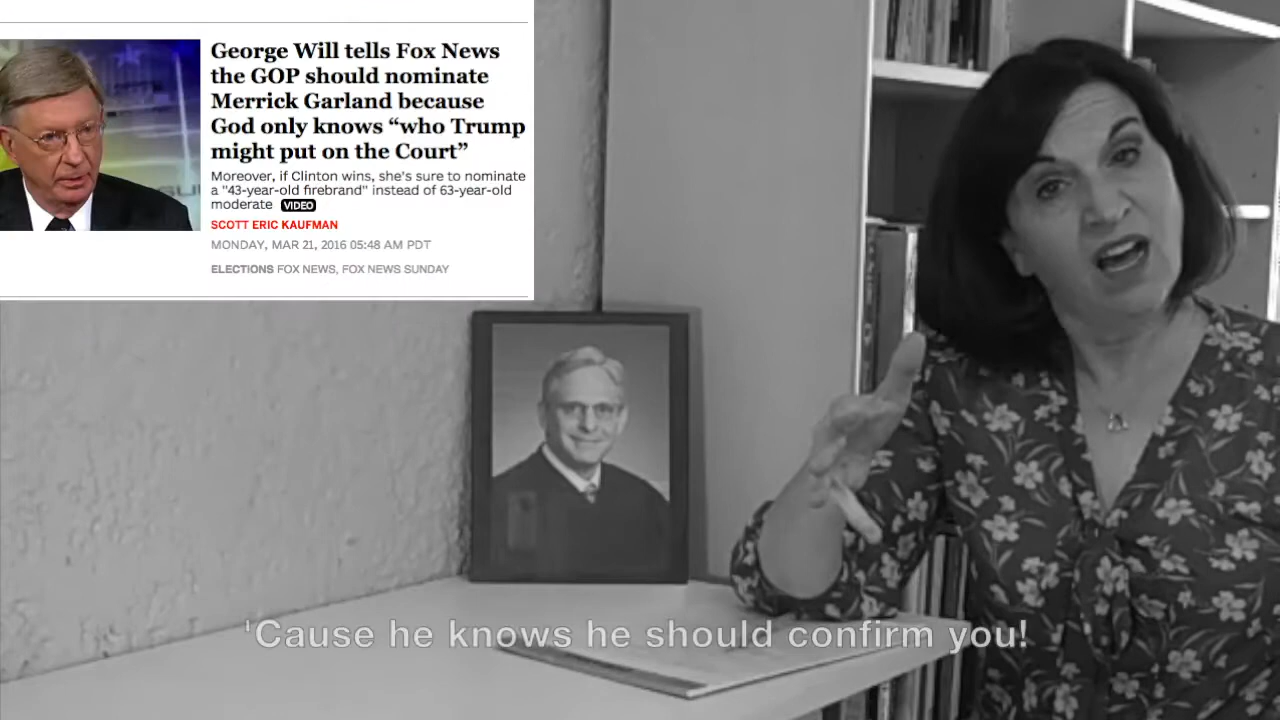 George Will tells Fox News
the GOP should nominate
Merrick Garland because
God only knows “who Trump
might put on the Court”
Moreover, if Clinton wins, she's sure to nominate
a "43-year-old firebrand" instead of 63-year-old
moderate VIDEO
SCOTT ERIC KAUFMAN
MONDAY, MAR 21, 2016 05:48 AM PDT
ELECTIONS FOX NEWS, FOX NEWS SUNDAY
'Cause he knows he should confirm you!